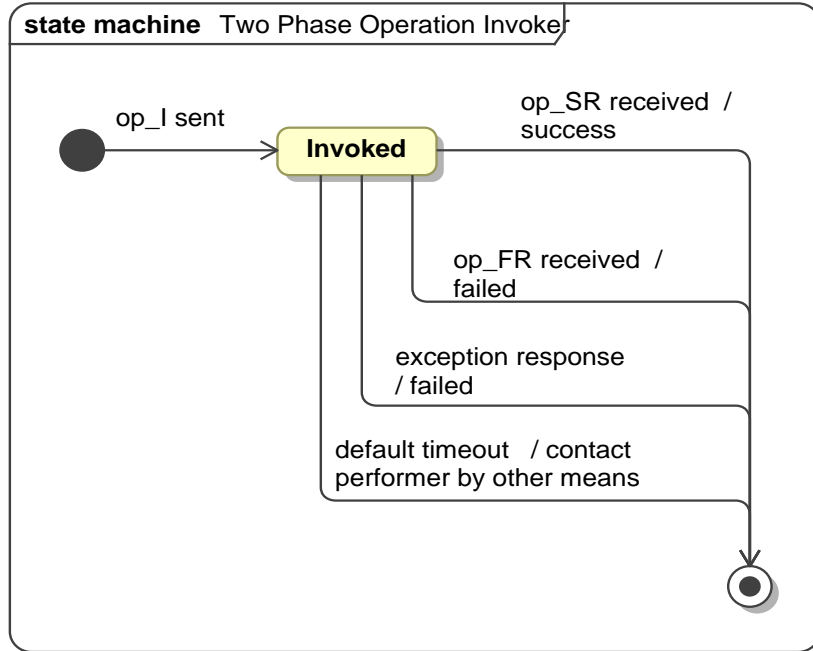 state machine Two Phase Operation Invoker
op_I sent
Invoked
op_SR received /
success
op_FR received /
failed
exception response
/ failed
default timeout / contact
performer by other means